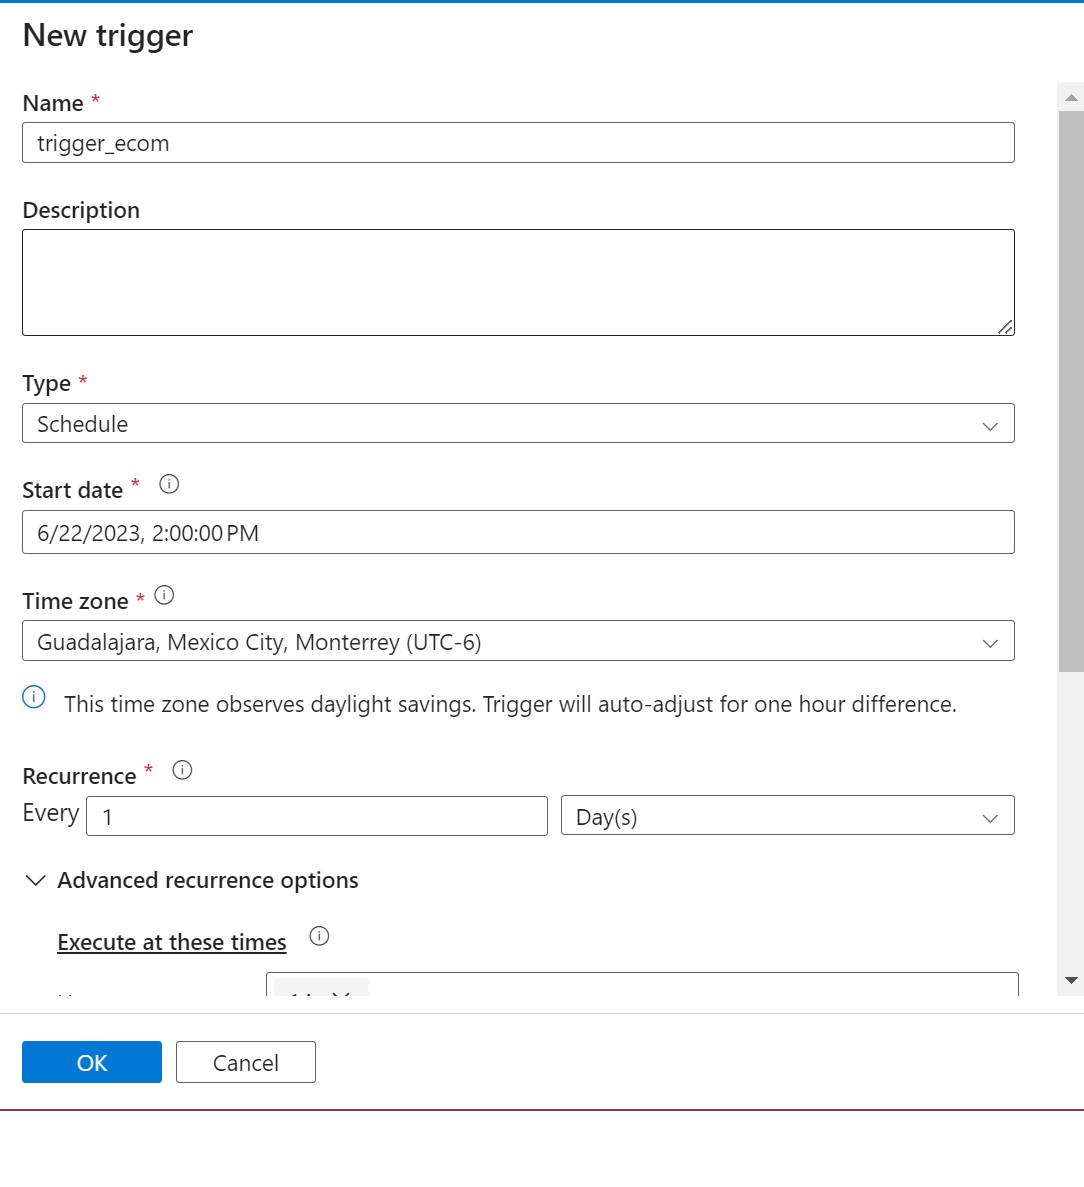 New trigger
Name *
trigger_ecom
Description
Type *
Schedule
Start date *
6/22/2023, 2:00:00 PM
Time zone *
Guadalajara, Mexico City, Monterrey (UTC-6)
This time zone observes daylight savings. Trigger will auto-adjust for one hour difference.
Recurrence *
Every 1 Day(s)
Advanced recurrence options
Execute at these times
OK Cancel